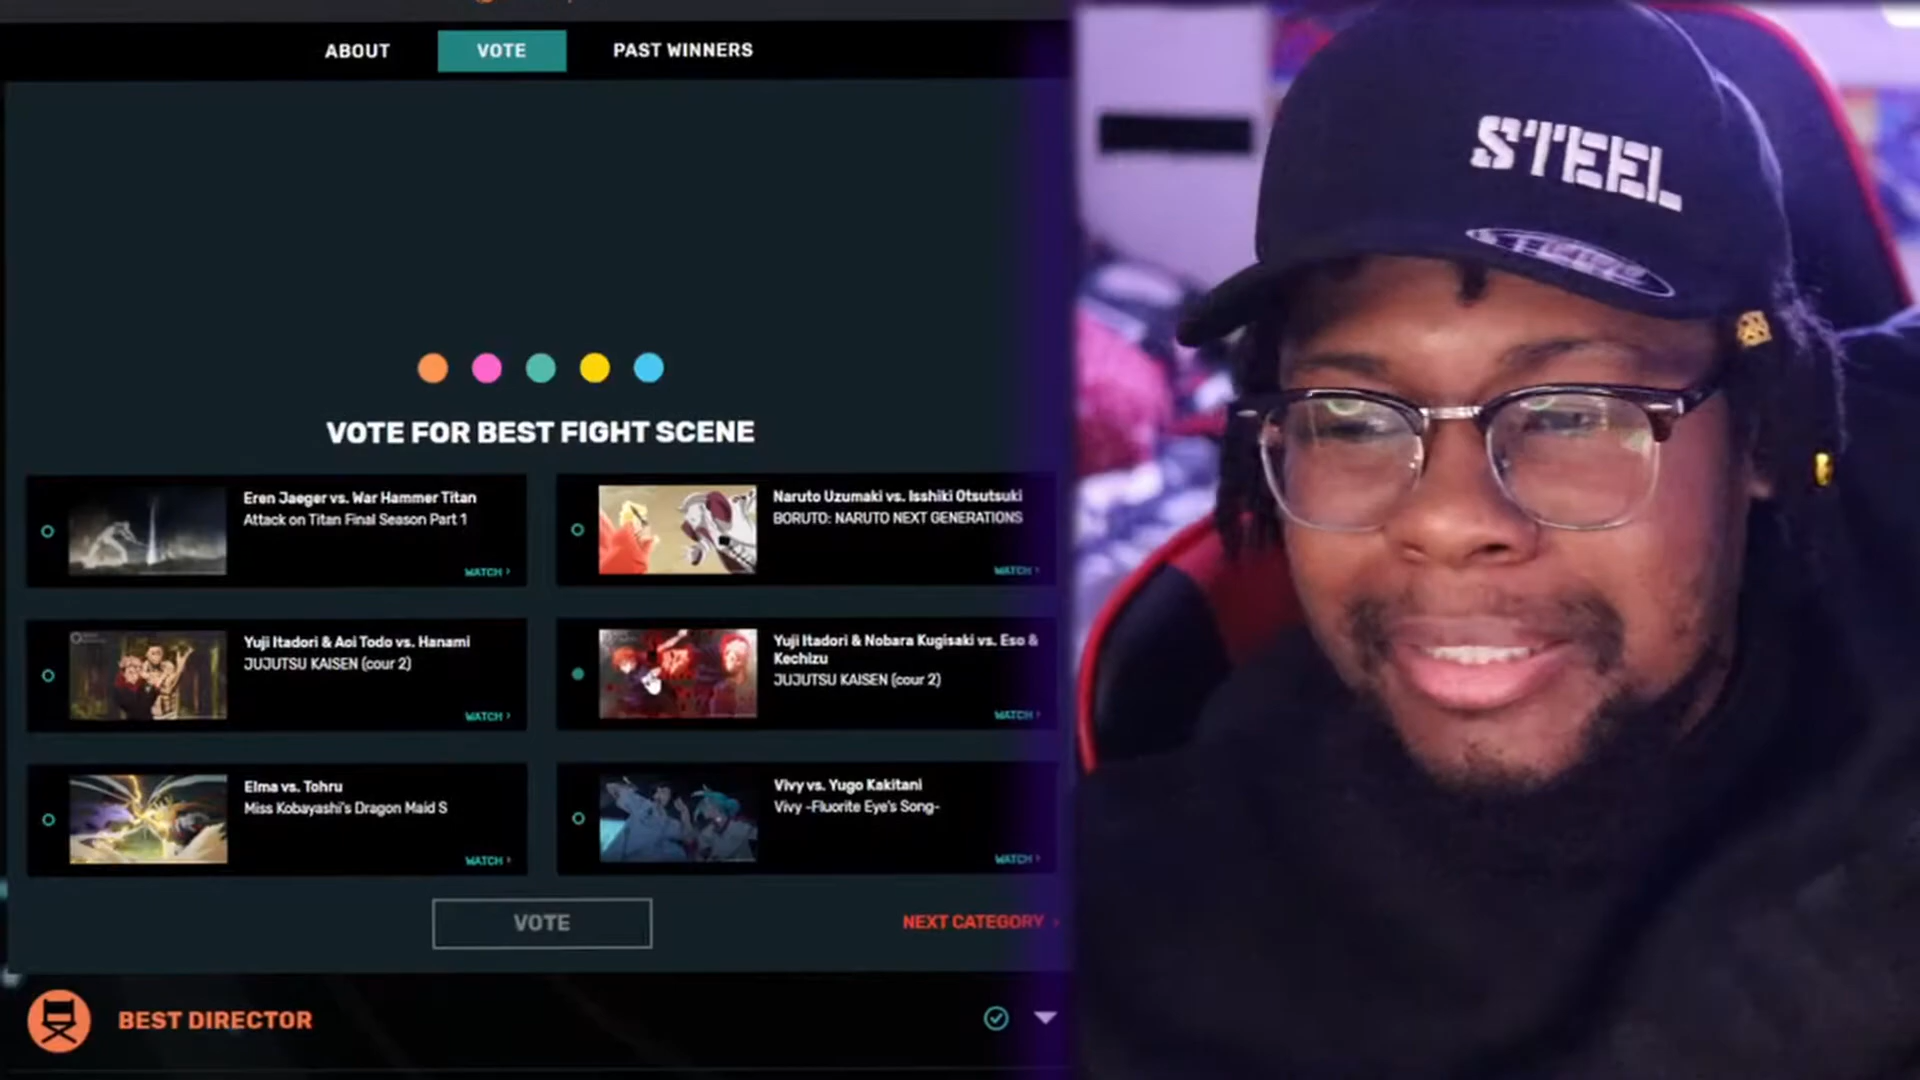 ABOUT
VOTE
PAST WINNERS
STEEL
VOTE FOR BEST FIGHT SCENE
Eren Jaeger vs. War Hammer Titan
Attack on Titan Final Season Part 1
WATCH
Naruto Uzumaki vs. Isshiki Otsutsuki
BORUTO: NARUTO NEXT GENERATIONS
WATCH
Yuji Itadori & Aoi Todo vs. Hanami
JUJUTSU KAISEN (cour 2)
WATCH
Yuji Itadori & Nobara Kugisaki vs. Eso &
Kechizu
JUJUTSU KAISEN (cour 2)
WATCH
Elma vs. Tohru
Miss Kobayashi's Dragon Maid S
WATCH
Vivy vs. Yugo Kakitani
Vivy -Fluorite Eye's Song-
WATCH
VOTE
NEXT CATEGORY
BEST DIRECTOR